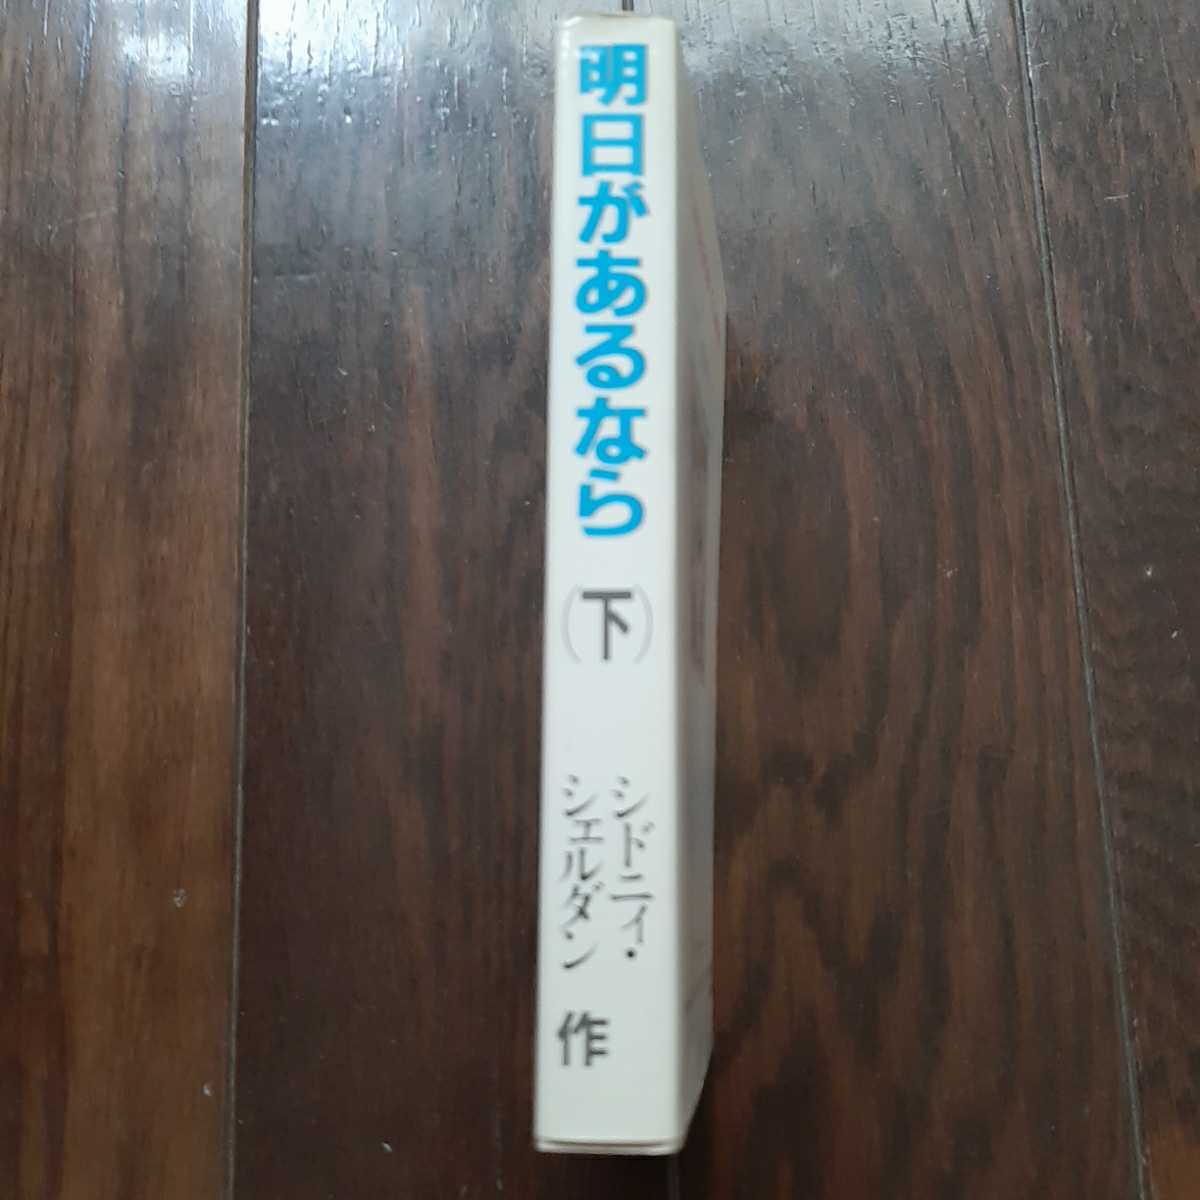 明日があるなら
（下）
シドニィ・
シェルダン
作